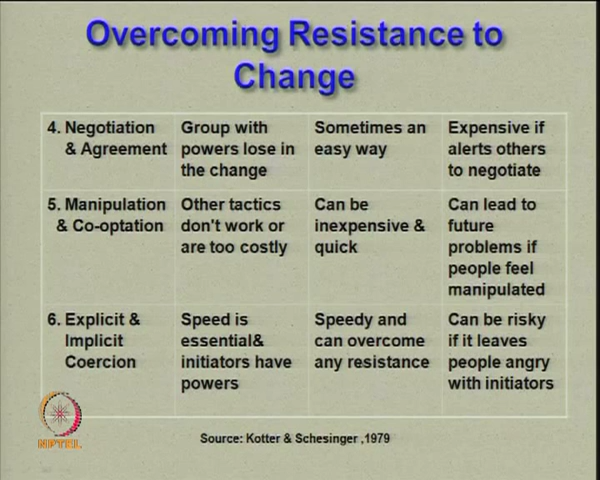 Overcoming Resistance to
Change
4. Negotiation
& Agreement
Group with
powers lose in
the change
Sometimes an
easy way
Expensive if
alerts others
to negotiate
5. Manipulation
& Co-optation
Other tactics
don't work or
are too costly
Can be
inexpensive &
quick
Can lead to
future
problems if
people feel
manipulated
6. Explicit &
Implicit
Coercion
Speed is
essential&
initiators have
powers
Speedy and
can overcome
any resistance
Can be risky
if it leaves
people angry
with initiators
NPTEL
Source: Kotter & Schesinger ,1979